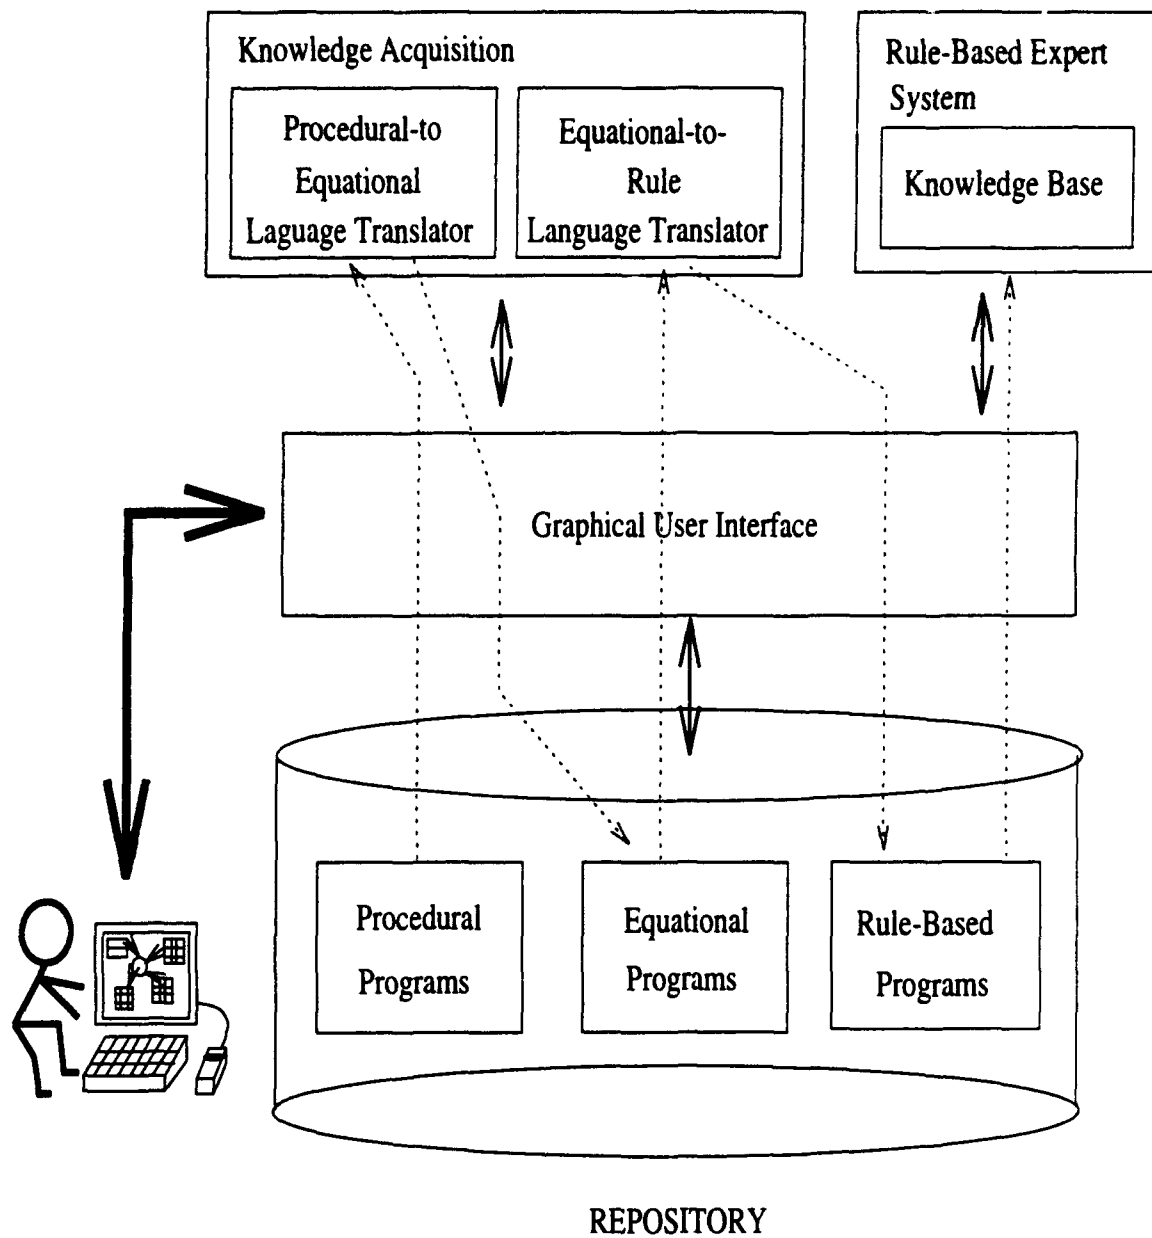 Knowledge Acquisition
Procedural-to
Equational
Laguage Translator
Equational-to-
Rule
Language Translator
Rule-Based Expert
System
Knowledge Base
Graphical User Interface
Procedural
Programs
Equational
Programs
Rule-Based
Programs
REPOSITORY